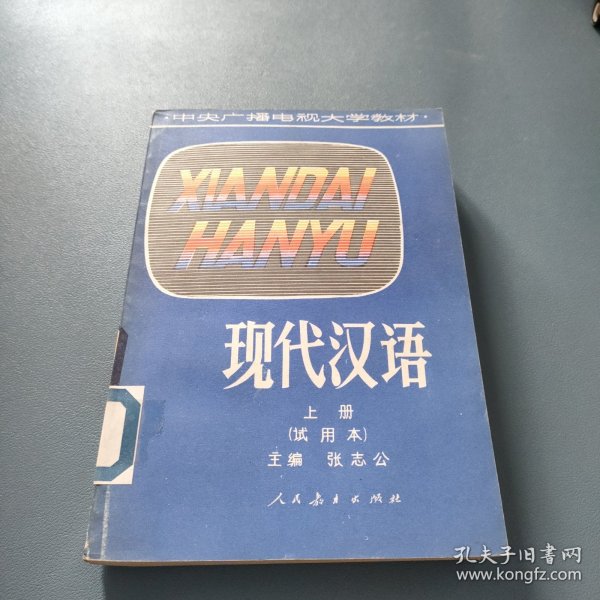 ·中央广播电视大学教材·
XIANDAI
HANYU
现代汉语
上册
(试用本)
主编 张志公
人民教育出版社
孔夫子旧书网
www.kongfz.com